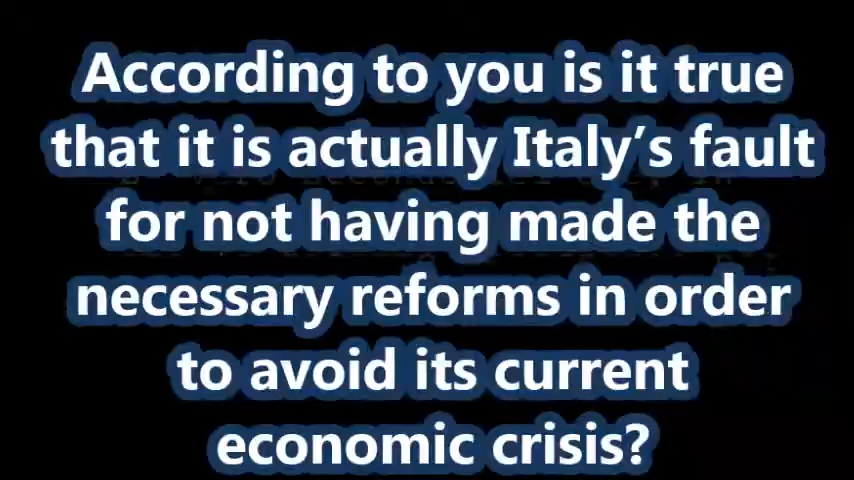 According to you is it true
that it is actually Italy’s fault
for not having made the
necessary reforms in order
to avoid its current
economic crisis?